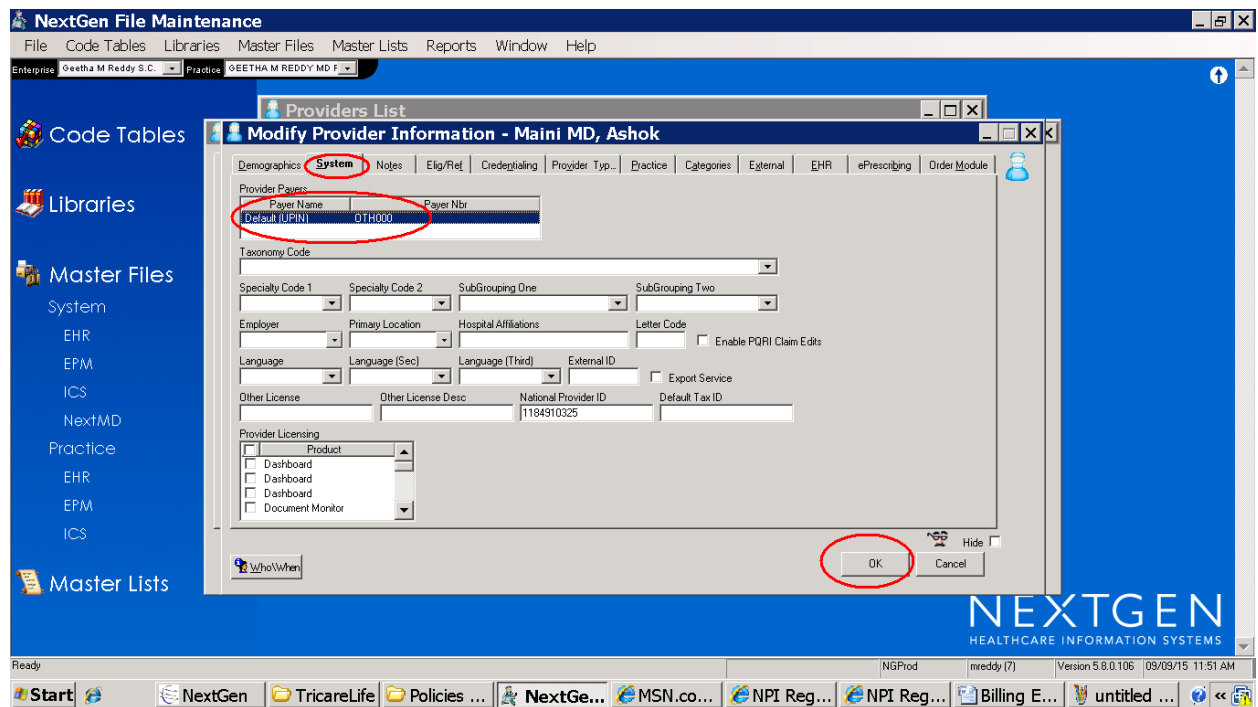 NextGen File Maintenance
File Code Tables Libraries Master Files Master Lists Reports Window Help
Enterprise Geetha M Reddy S.C. Practice GEETHA M REDDY MD F
Providers List
Code Tables
Libraries
Master Files
System
EHR
EPM
ICS
NextMD
Practice
EHR
EPM
ICS
Master Lists
Modify Provider Information - Maini MD, Ashok
Demographics System Notes Elig/Ref Credentialing Provider Typ... Practice Categories External EHR ePrescribing Order Module
Provider Payers
Payer Name Payer Nbr
Default (UPIN) OTH000
Taxonomy Code
Specialty Code 1 Specialty Code 2 SubGrouping One SubGrouping Two
Employer Primary Location Hospital Affiliations Letter Code
Enable PQRI Claim Edits
Language Language (Sec) Language (Third) External ID
Export Service
Other License Other License Desc National Provider ID Default Tax ID
1184910325
Provider Licensing
Product
Dashboard
Dashboard
Dashboard
Document Monitor
Hide
Who\When OK Cancel
NEXTGEN
HEALTHCARE INFORMATION SYSTEMS
Ready NGProd mreddy (7) Version 5.8.0.106 09/09/15 11:51 AM
Start NextGen TricareLife Policies ... NextGe... MSN.co... NPI Reg... NPI Reg... Billing E... untitled ... «